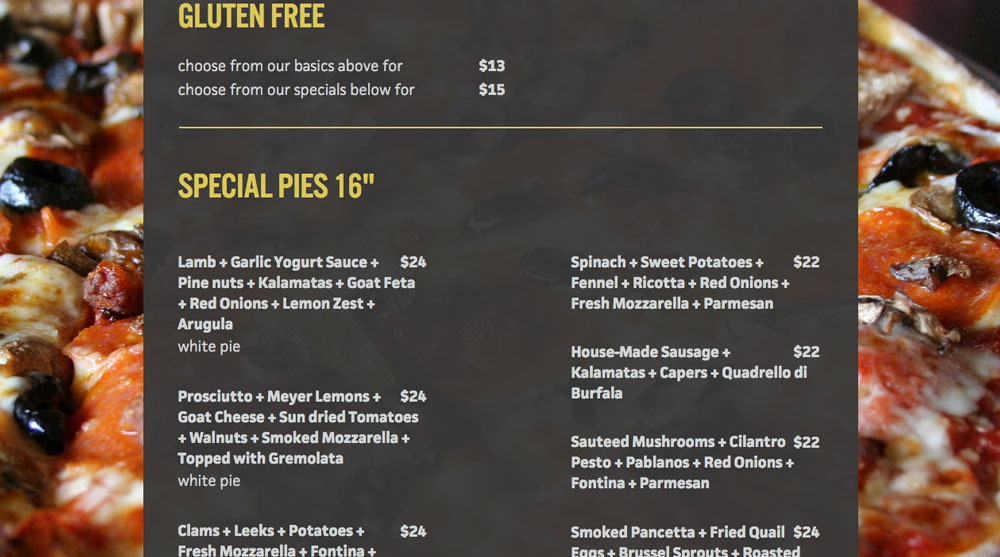 GLUTEN FREE
choose from our basics above for $13
choose from our specials below for $15
SPECIAL PIES 16"
Lamb + Garlic Yogurt Sauce + $24
Pine nuts + Kalamatas + Goat Feta
+ Red Onions + Lemon Zest +
Arugula
white pie
Prosciutto + Meyer Lemons + $24
Goat Cheese + Sun dried Tomatoes
+ Walnuts + Smoked Mozzarella +
Topped with Gremolata
white pie
Clams + Leeks + Potatoes + $24
Fresh Mozzarella + Fontina +
Spinach + Sweet Potatoes + $22
Fennel + Ricotta + Red Onions +
Fresh Mozzarella + Parmesan
House-Made Sausage + $22
Kalamatas + Capers + Quadrello di
Burfala
Sauteed Mushrooms + Cilantro $22
Pesto + Pablanos + Red Onions +
Fontina + Parmesan
Smoked Pancetta + Fried Quail $24
Eggs + Brussel Sprouts + Roasted